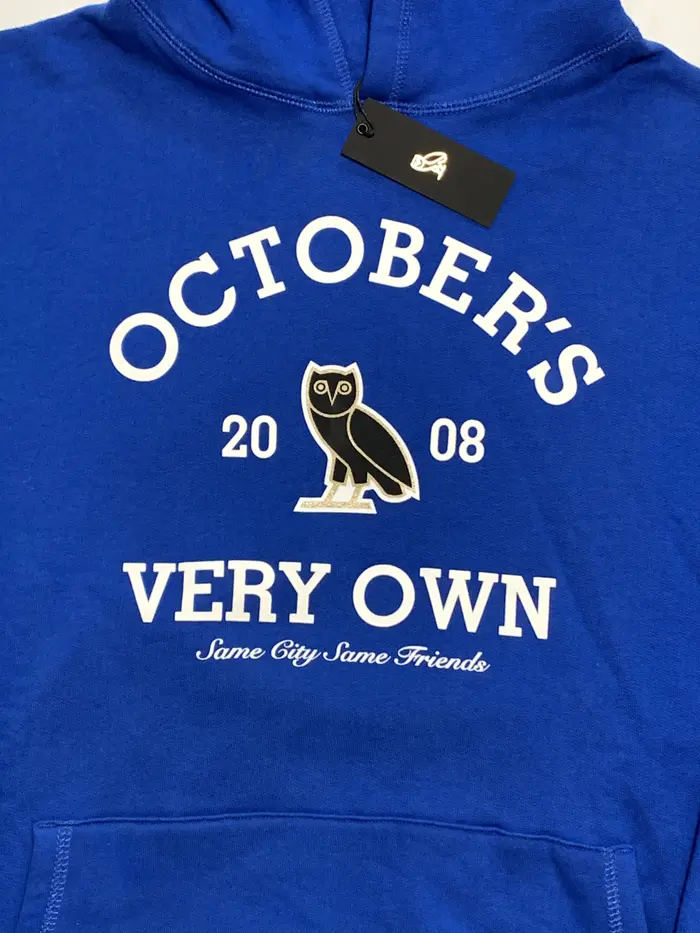 OCTOBER'S
20 08
VERY OWN
Same City Same Friends